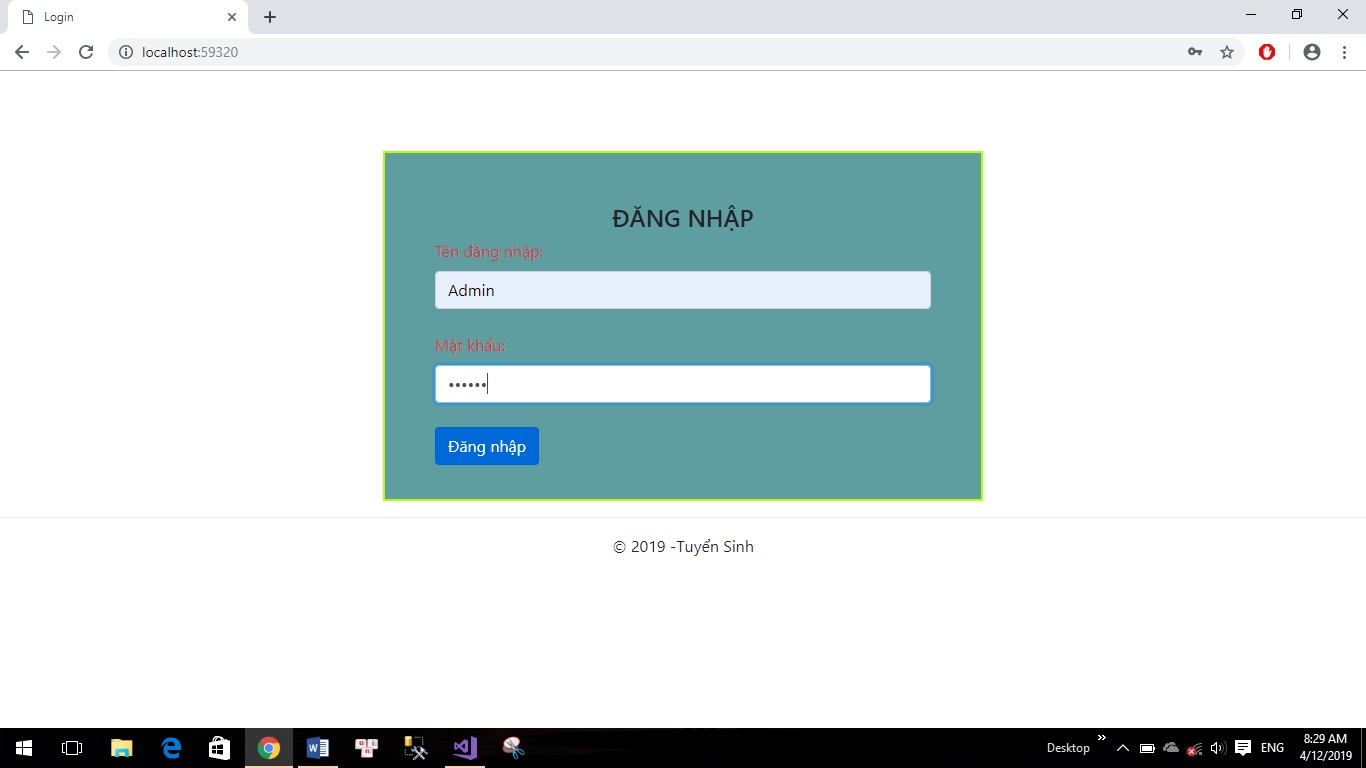 Login
localhost:59320
ĐĂNG NHẬP
Tên đăng nhập:
Admin
Mật khẩu:
••••••
Đăng nhập
© 2019 -Tuyển Sinh
Desktop
ENG
8:29 AM
4/12/2019